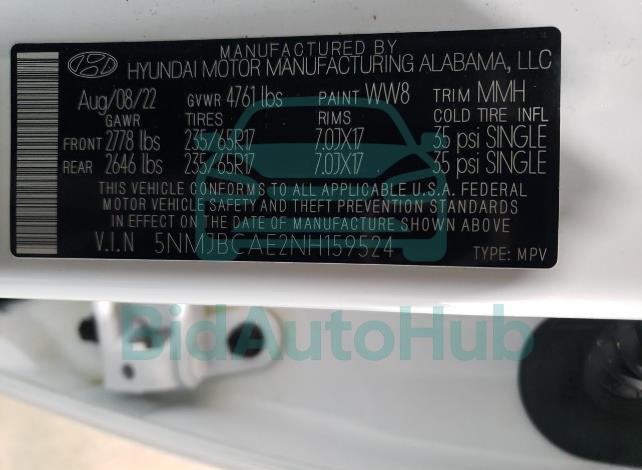 MANUFACTURED BY
HYUNDAI MOTOR MANUFACTURING ALABAMA, LLC
Aug/08/22 GVWR 4761 lbs PAINT WW8 TRIM MMH
GAWR TIRES RIMS COLD TIRE INFL
FRONT 2778 lbs 235/65R17 7.0JX17 35 psi SINGLE
REAR 2646 lbs 235/65R17 7.0JX17 35 psi SINGLE
THIS VEHICLE CONFORMS TO ALL APPLICABLE U.S.A. FEDERAL
MOTOR VEHICLE SAFETY AND THEFT PREVENTION STANDARDS
IN EFFECT ON THE DATE OF MANUFACTURE SHOWN ABOVE
V.I.N 5NMJBCAE2NH159524 TYPE: MPV
BidAutoHub